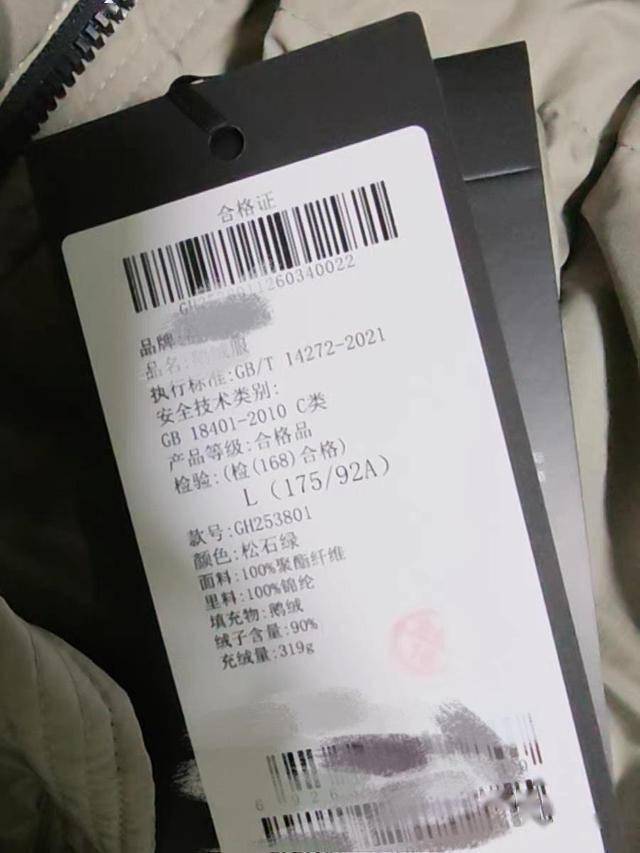 合格证
品牌:
品名:
执行标准:GB/T 14272-2021
安全技术类别:
GB 18401-2010 C类
产品等级:合格品
检验:(检(168)合格)
L (175/92A)
款号:GH253801
颜色:松石绿
面料:100%聚酯纤维
里料:100%锦纶
填充物:鹅绒
绒子含量:90%
充绒量:319g